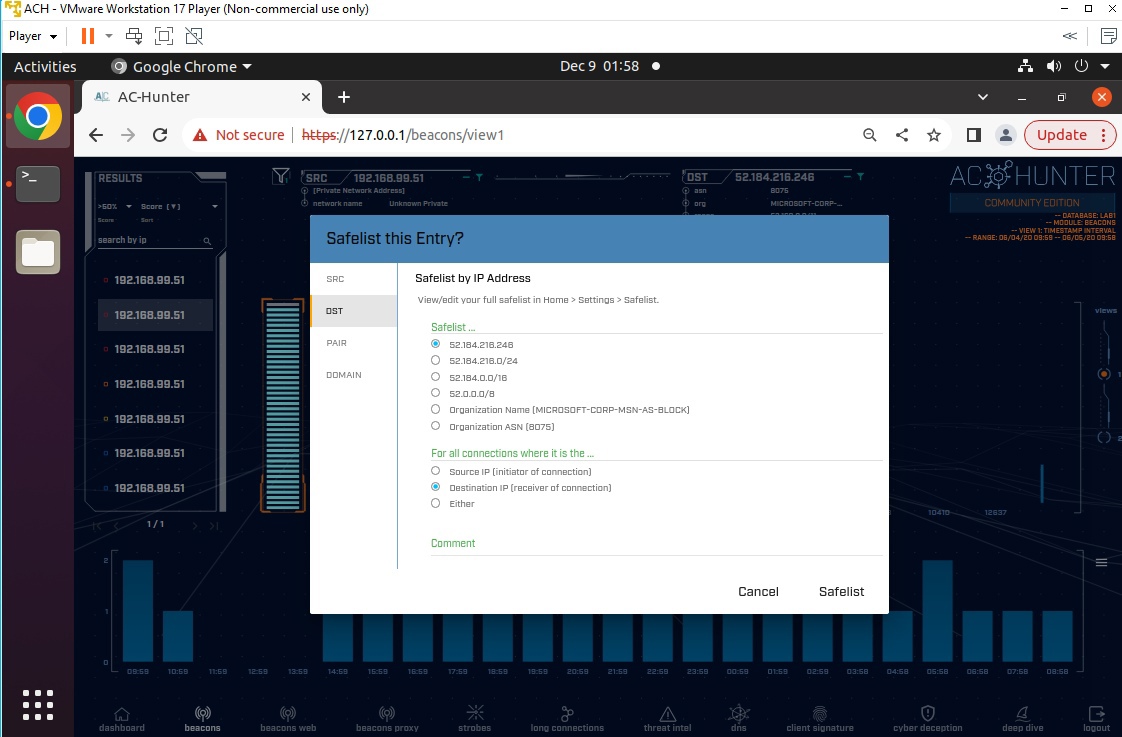 ACH - VMware Workstation 17 Player (Non-commercial use only)
Player
Activities
Google Chrome
Dec 9 01:58
AC-Hunter
Not secure
https://127.0.0.1/beacons/view1
Update
RESULTS
>50%
Score [▼]
Score
Sort
search by ip
192.168.99.51
192.168.99.51
192.168.99.51
192.168.99.51
192.168.99.51
192.168.99.51
192.168.99.51
1 / 1
SRC
192.168.99.51
[Private Network Address]
network name
Unknown Private
DST
52.184.216.246
asn
8075
org
MICROSOFT-CORP-...
AC HUNTER
COMMUNITY EDITION
-- DATABASE: LAB1
-- MODULE: BEACONS
-- VIEW 1: TIMESTAMP INTERVAL
-- RANGE: 06/04/20 09:59 -- 06/05/20 09:58
Safelist this Entry?
SRC
DST
PAIR
DOMAIN
Safelist by IP Address
View/edit your full safelist in Home > Settings > Safelist.
Safelist ...
52.184.216.246
52.184.216.0/24
52.184.0.0/16
52.0.0.0/8
Organization Name (MICROSOFT-CORP-MSN-AS-BLOCK)
Organization ASN (8075)
For all connections where it is the ...
Source IP (initiator of connection)
Destination IP (receiver of connection)
Either
Comment
Cancel
Safelist
views
1
2
10410
12637
2
1
0
09:59
10:59
11:59
12:59
13:59
14:59
15:59
16:59
17:59
18:59
19:59
20:59
21:59
22:59
23:59
00:59
01:59
02:59
03:58
04:58
05:58
06:58
07:58
08:58
dashboard
beacons
beacons web
beacons proxy
strobes
long connections
threat intel
dns
client signature
cyber deception
deep dive
logout